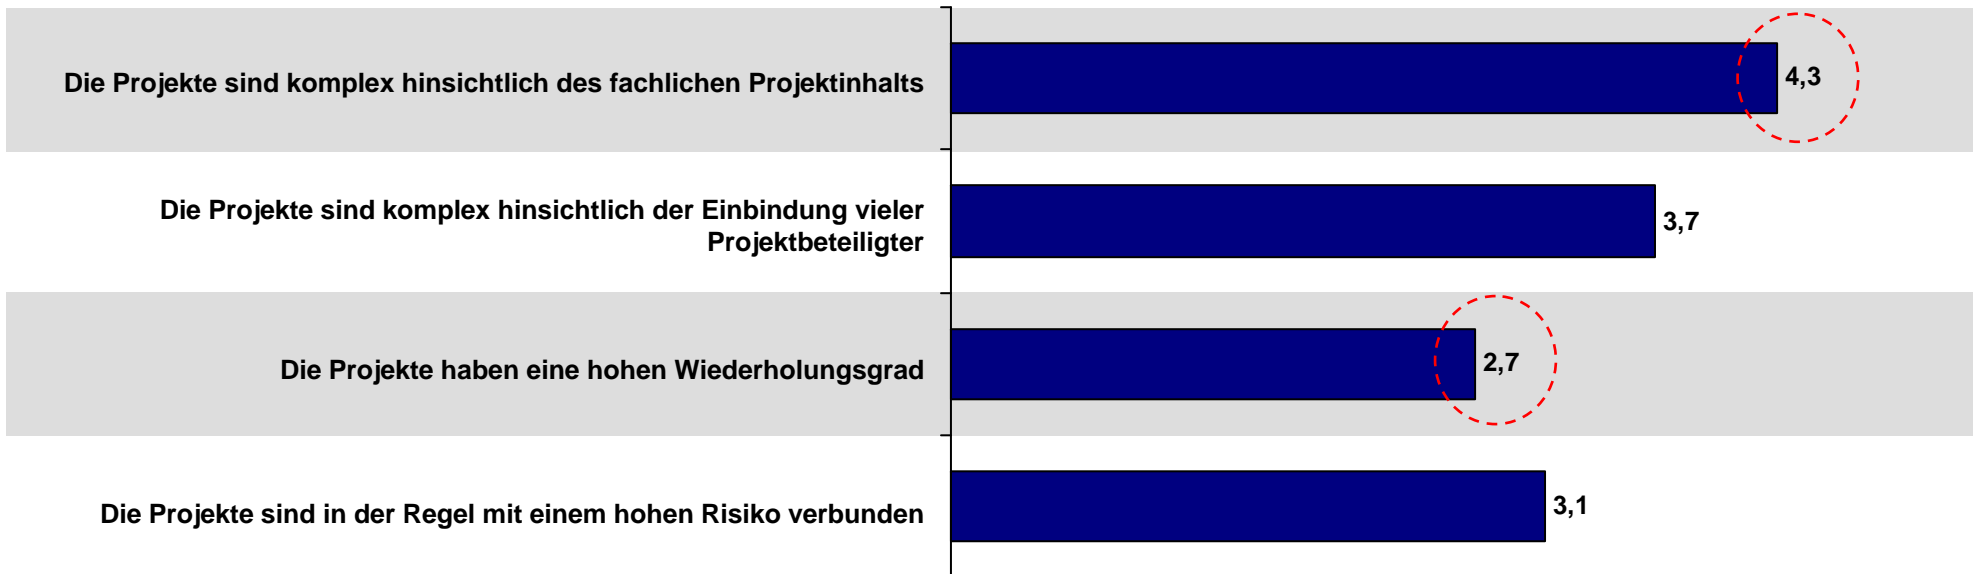 Die Projekte sind komplex hinsichtlich des fachlichen Projektinhalts
4,3
Die Projekte sind komplex hinsichtlich der Einbindung vieler
Projektbeteiligter
3,7
Die Projekte haben eine hohen Wiederholungsgrad
2,7
Die Projekte sind in der Regel mit einem hohen Risiko verbunden
3,1